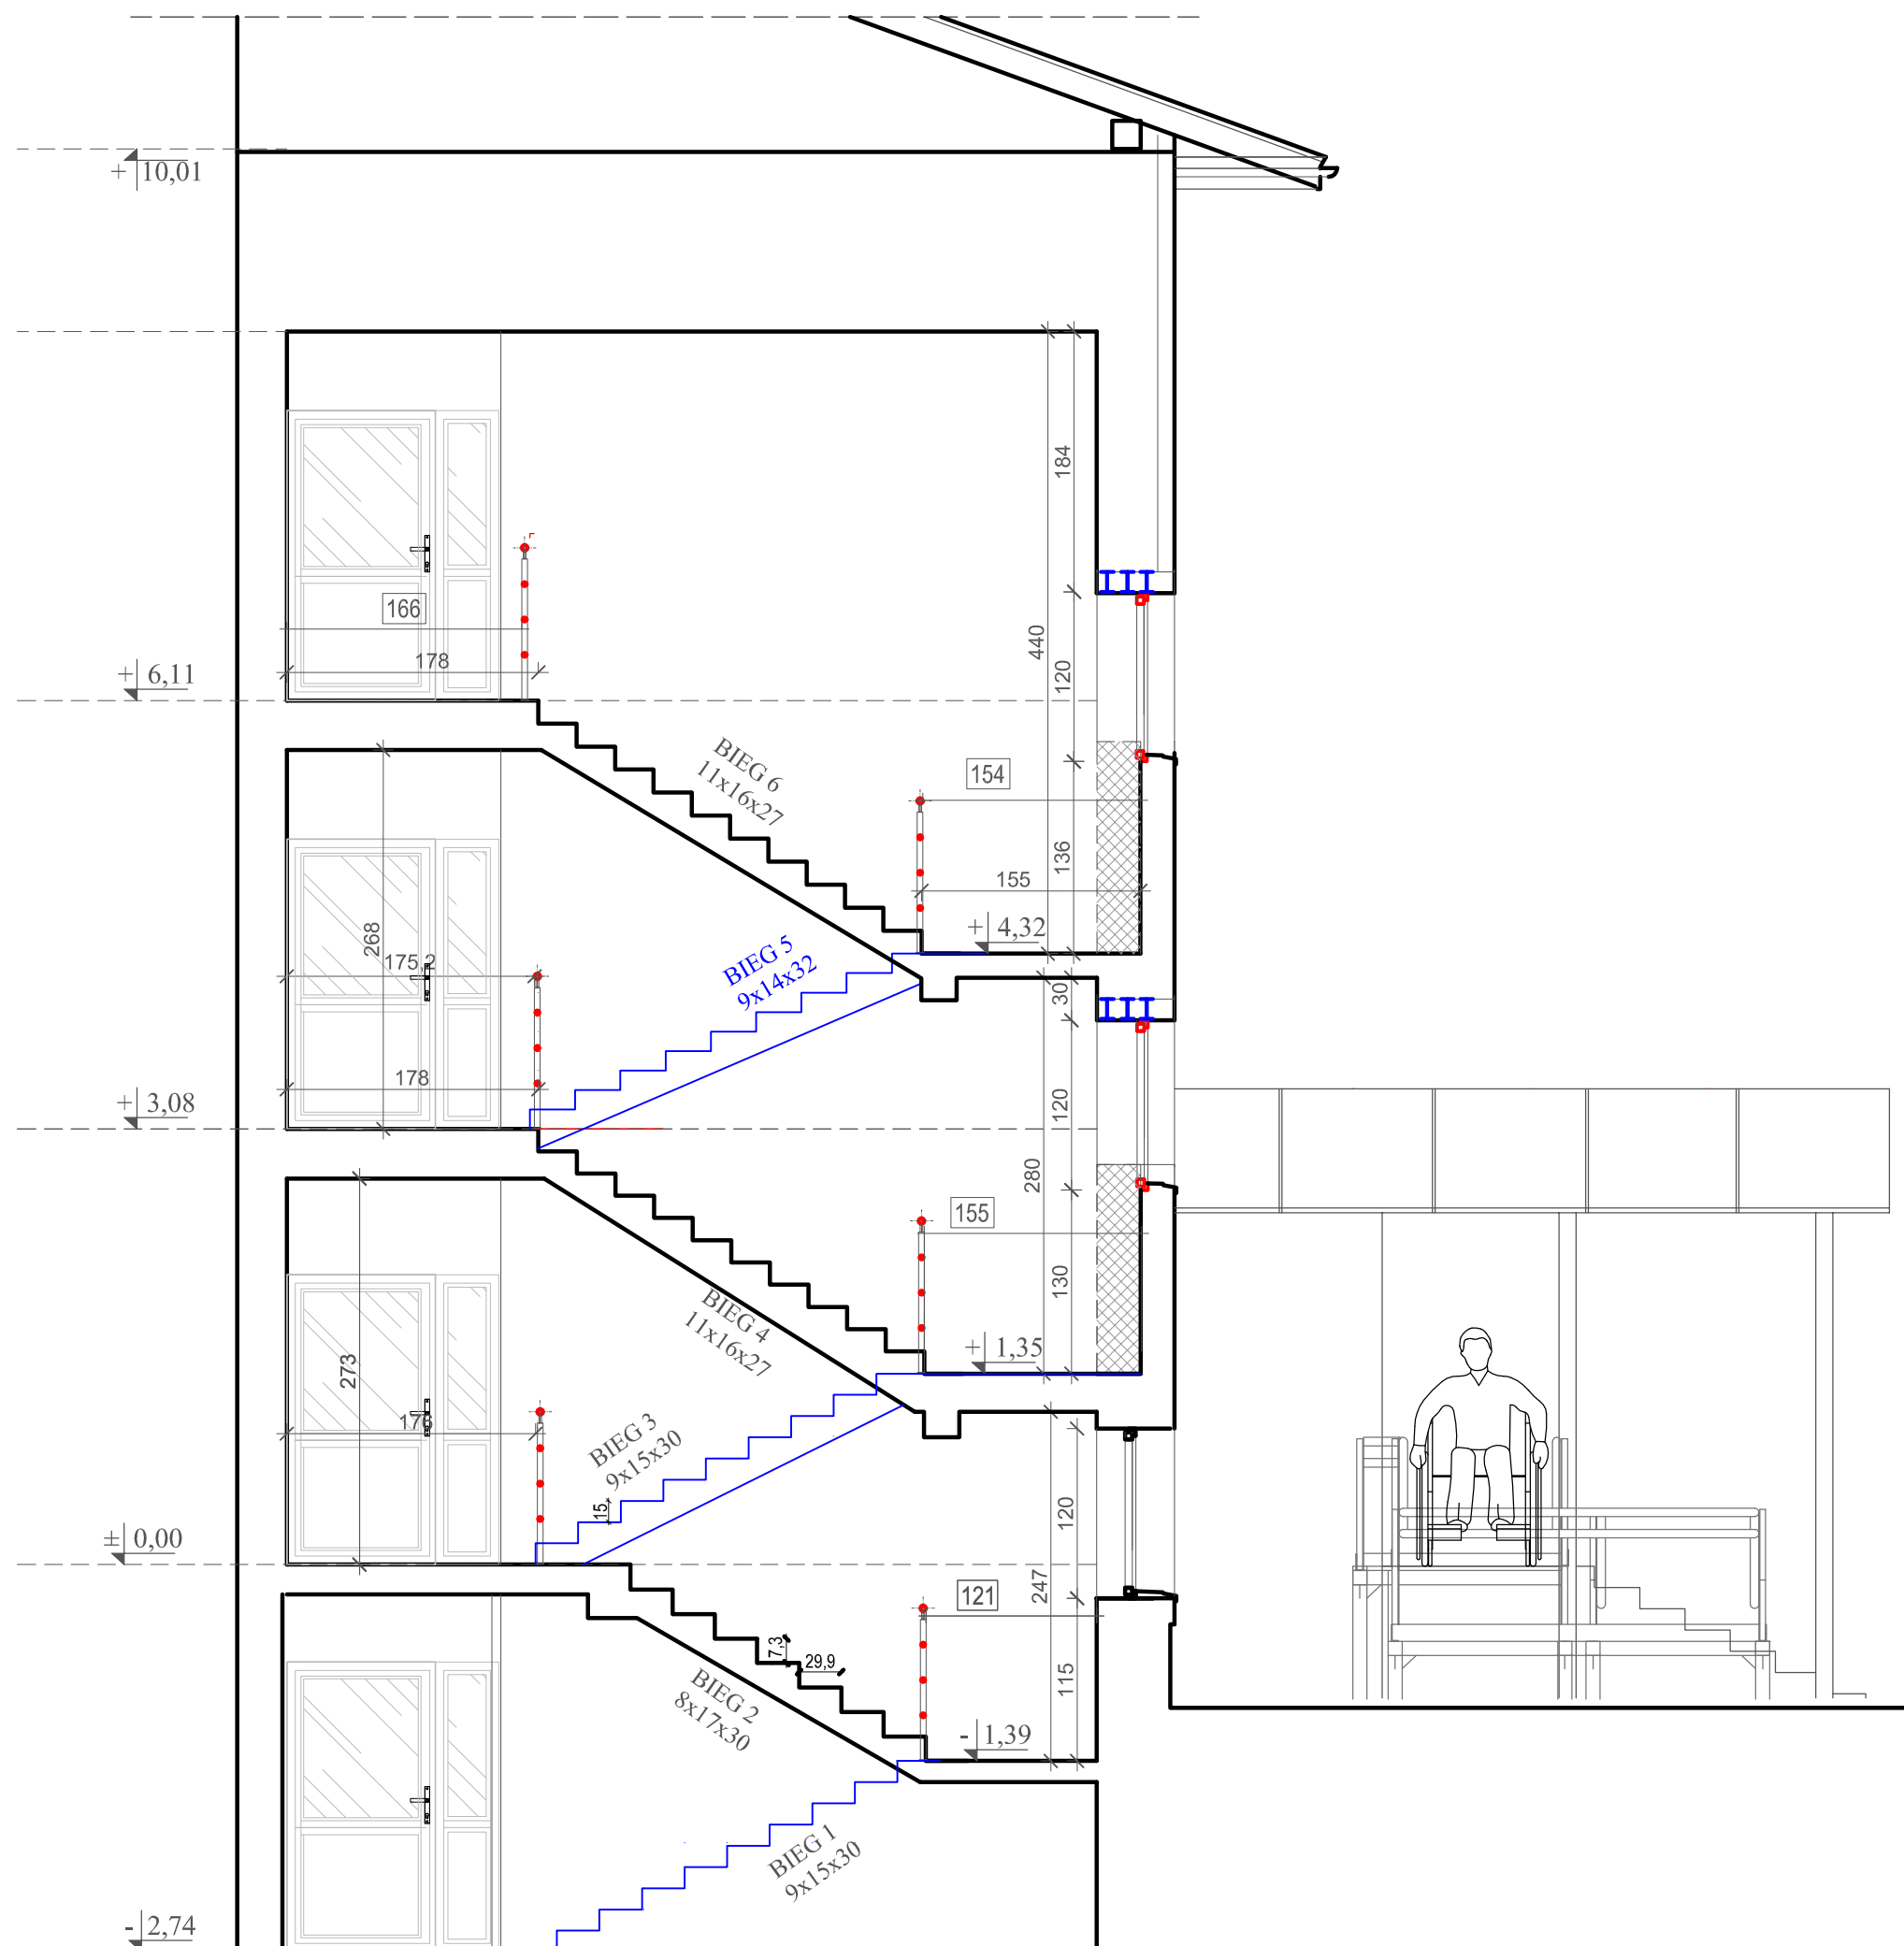 + 10,01
184
166
440
+ 6,11
178
120
BIEG 6
11x16x27
154
136
155
268
+ 4,32
175,2
BIEG 5
9x14x32
30
178
+ 3,08
120
280
155
130
BIEG 4
11x16x27
+ 1,35
273
176
BIEG 3
9x15x30
15
120
± 0,00
247
121
7,3
29,9
115
BIEG 2
8x17x30
- 1,39
BIEG 1
9x15x30
- 2,74